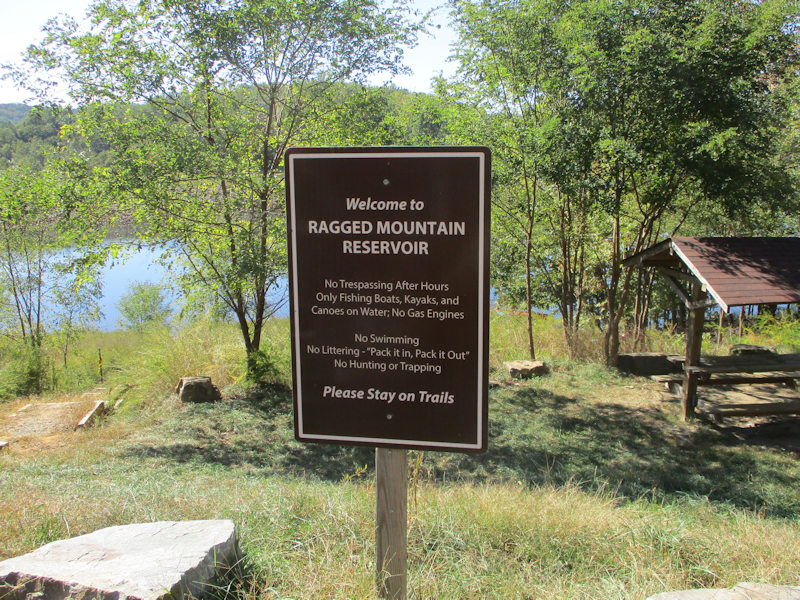 Welcome to
RAGGED MOUNTAIN
RESERVOIR
No Trespassing After Hours
Only Fishing Boats, Kayaks, and
Canoes on Water; No Gas Engines
No Swimming
No Littering - "Pack it in, Pack it Out"
No Hunting or Trapping
Please Stay on Trails